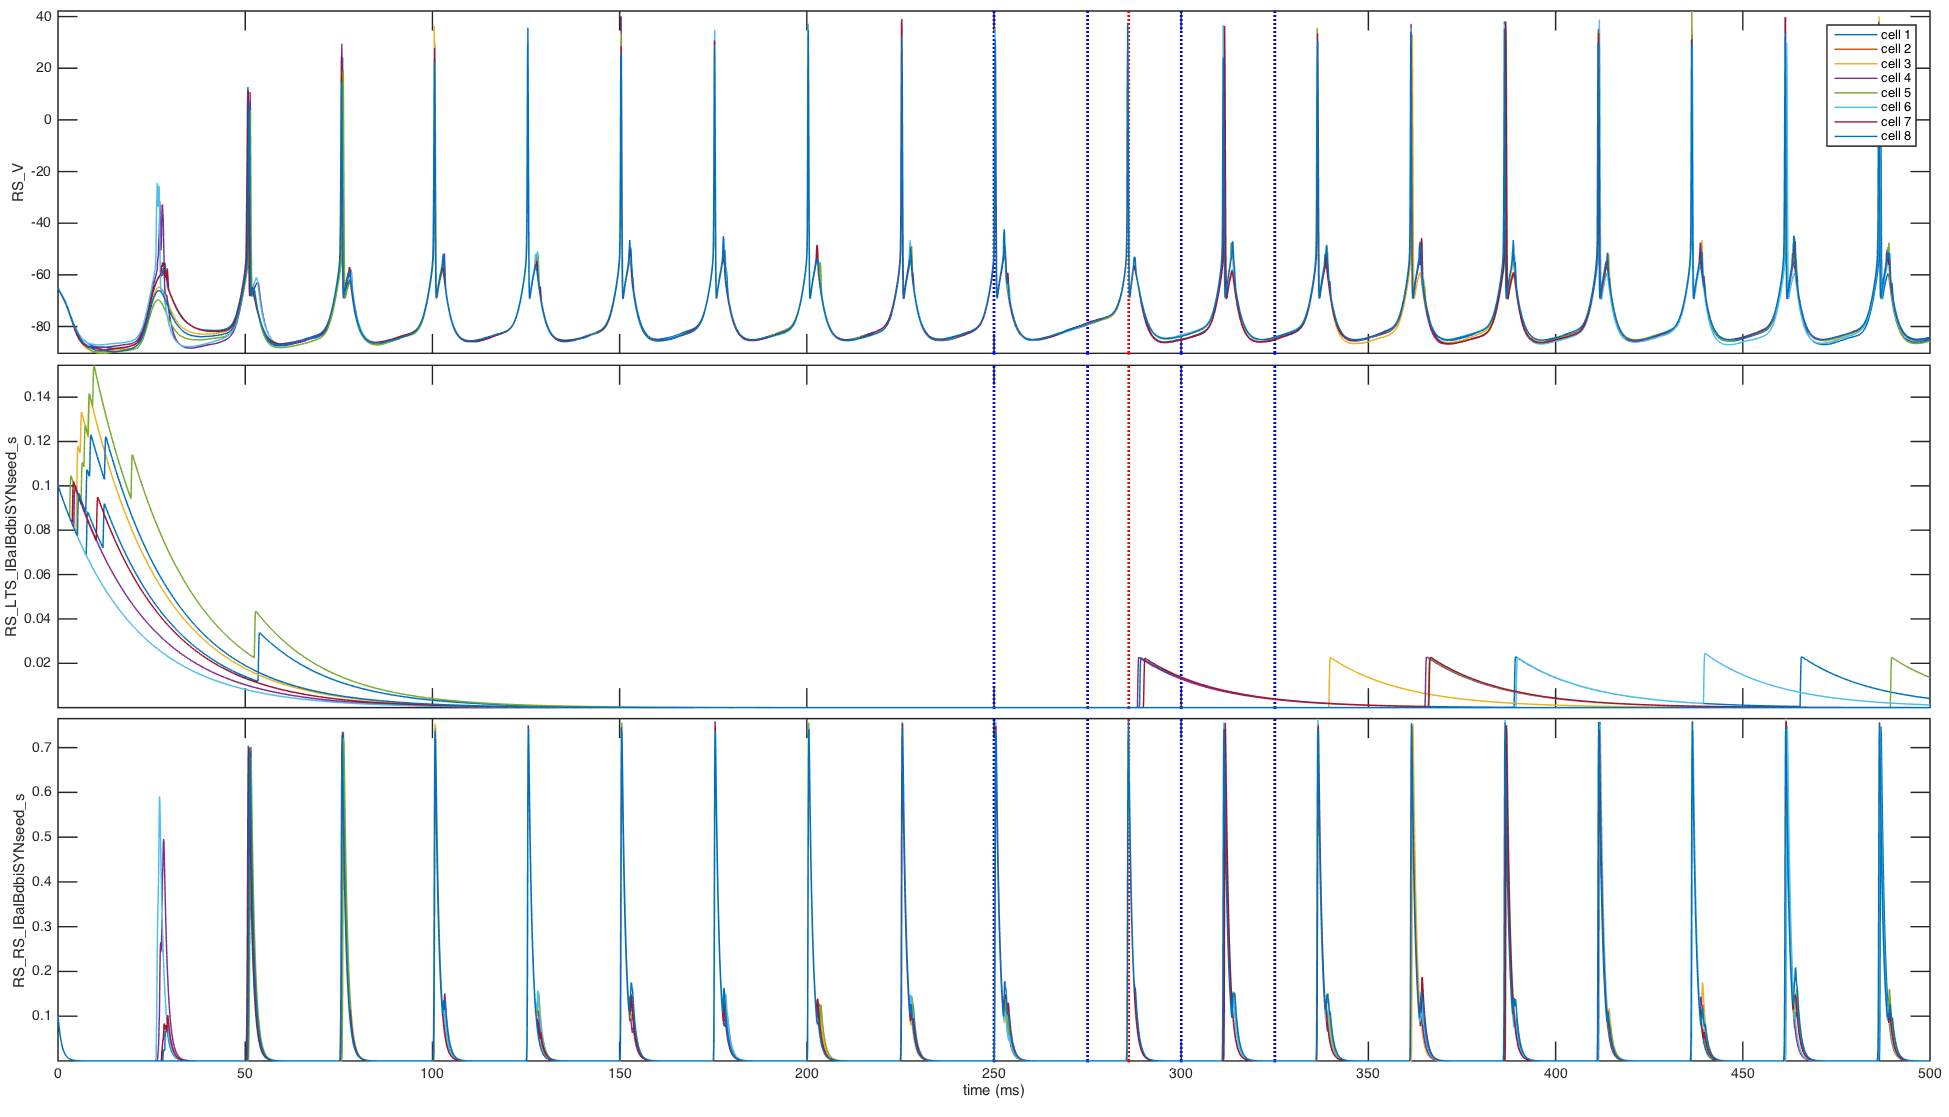 40
20
0
-20
-40
-60
-80
RS_V
cell 1
cell 2
cell 3
cell 4
cell 5
cell 6
cell 7
cell 8
0.14
0.12
0.1
0.08
0.06
0.04
0.02
RS_LTS_IBaIBdbiSYNseed_s
0.7
0.6
0.5
0.4
0.3
0.2
0.1
RS_RS_IBaIBdbiSYNseed_s
0 50 100 150 200 250 300 350 400 450 500
time (ms)